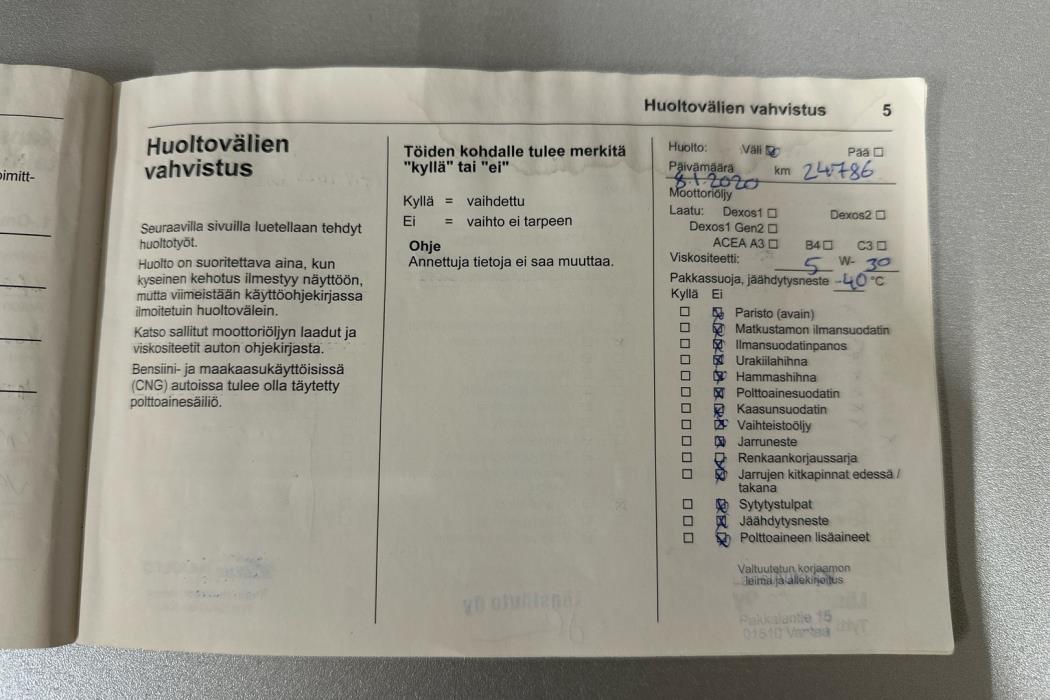 imitt-
Huoltovälien vahvistus 5
Huoltovälien
vahvistus
Seuraavilla sivuilla luetellaan tehdyt
huoltotyöt.
Huolto on suoritettava aina, kun
kyseinen kehotus ilmestyy näyttöön,
mutta viimeistään käyttöohjekirjassa
ilmoitetuin huoltovälein.
Katso sallitut moottoriöljyn laadut ja
viskositeetit auton ohjekirjasta.
Bensiini- ja maakaasukäyttöisissä
(CNG) autoissa tulee olla täytetty
polttoainesäiliö.
Töiden kohdalle tulee merkitä
"kyllä" tai "ei"
Kyllä = vaihdettu
Ei = vaihto ei tarpeen
Ohje
Annettuja tietoja ei saa muuttaa.
Huolto: Väli ☒ Pää ☐
Päivämäärä km 24786
8.1.2020
Moottoriöljy
Laatu: Dexos1 ☐ Dexos2 ☐
Dexos1 Gen2 ☐
ACEA A3 ☐ B4 ☐ C3 ☐
Viskositeetti: 5 W- 30
Pakkassuoja, jäähdytysneste -40 °C
Kyllä Ei
☐ ☒ Paristo (avain)
☐ ☒ Matkustamon ilmansuodatin
☐ ☒ Ilmansuodatinpanos
☐ ☒ Urakiilahihna
☐ ☒ Hammashihna
☐ ☒ Polttoainesuodatin
☐ ☒ Kaasunsuodatin
☐ ☒ Vaihteistoöljy
☐ ☒ Jarruneste
☐ ☒ Renkaankorjaussarja
☐ ☒ Jarrujen kitkapinnat edessä /
takana
☐ ☒ Sytytystulpat
☐ ☒ Jäähdytysneste
☐ ☒ Polttoaineen lisäaineet
Valtuutetun korjaamon
leima ja allekirjoitus
Pakkalantie 15
01510 Vantaa